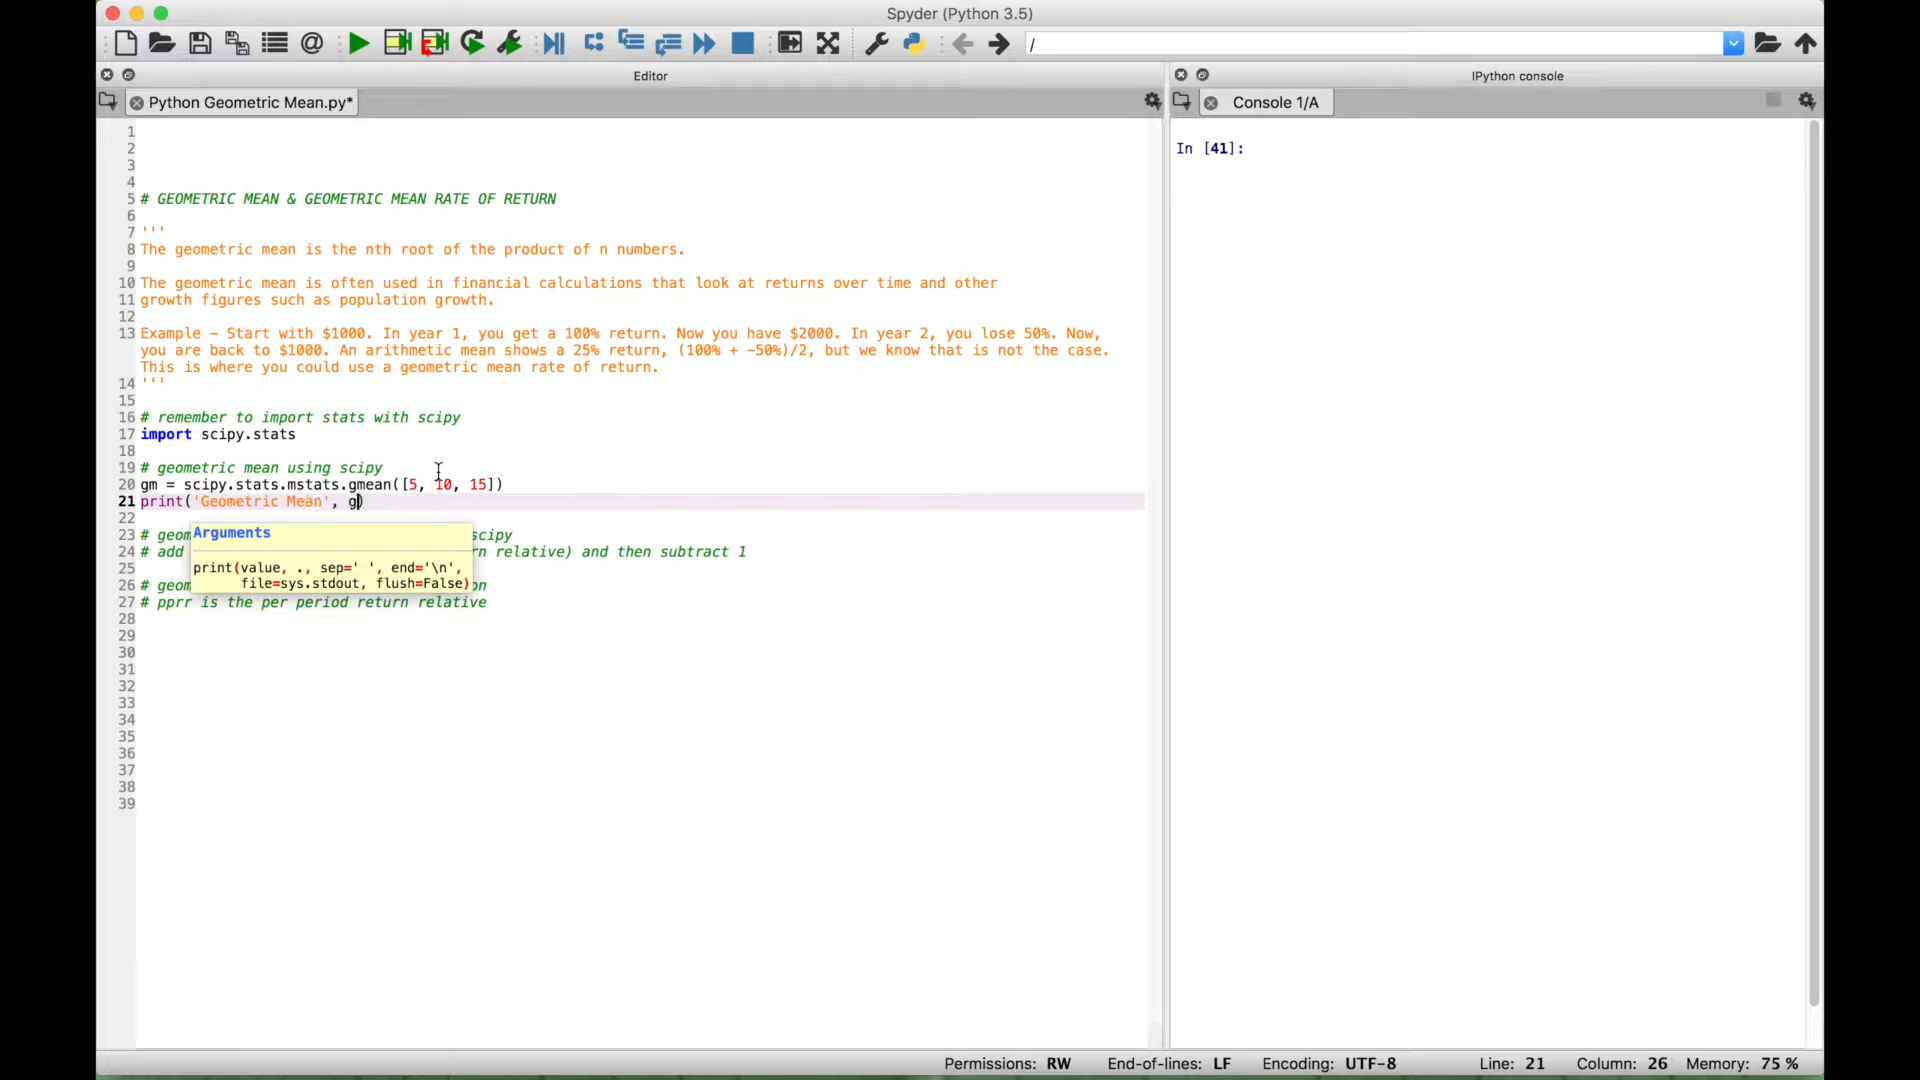 Spyder (Python 3.5)
/
Editor
IPython console
Python Geometric Mean.py*
Console 1/A
1
2
3
4
5 # GEOMETRIC MEAN & GEOMETRIC MEAN RATE OF RETURN
6
7 '''
8 The geometric mean is the nth root of the product of n numbers.
9
10 The geometric mean is often used in financial calculations that look at returns over time and other
11 growth figures such as population growth.
12
13 Example - Start with $1000. In year 1, you get a 100% return. Now you have $2000. In year 2, you lose 50%. Now,
you are back to $1000. An arithmetic mean shows a 25% return, (100% + -50%)/2, but we know that is not the case.
This is where you could use a geometric mean rate of return.
14 '''
15
16 # remember to import stats with scipy
17 import scipy.stats
18
19 # geometric mean using scipy
20 gm = scipy.stats.mstats.gmean([5, 10, 15])
21 print('Geometric Mean', g)
22
23 # geom scipy
24 # add rn relative) and then subtract 1
25
26 # geom on
27 # pprr is the per period return relative
28
29
30
31
32
33
34
35
36
37
38
39
Arguments
print(value, ., sep=' ', end='\n',
file=sys.stdout, flush=False)
In [41]:
Permissions: RW End-of-lines: LF Encoding: UTF-8 Line: 21 Column: 26 Memory: 75 %